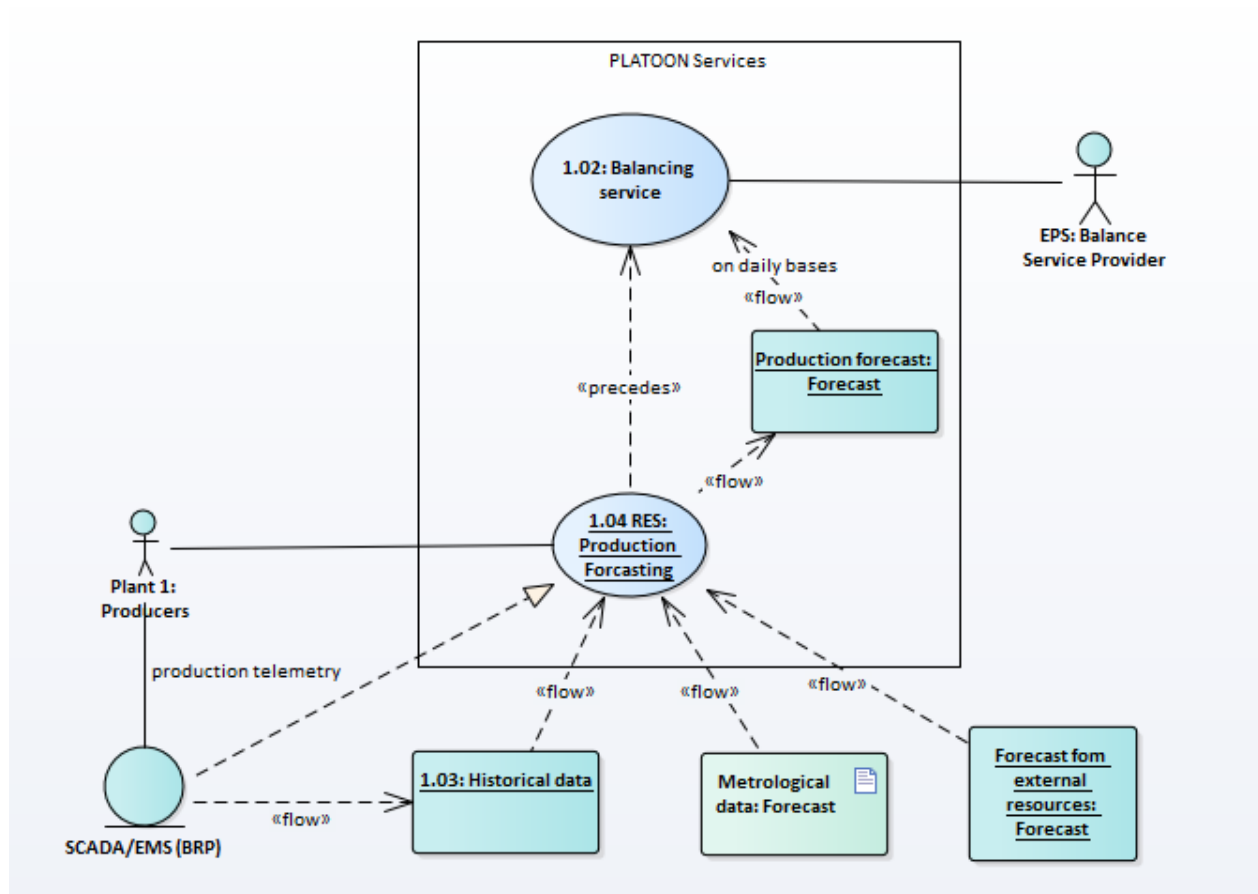 PLATOON Services
1.02: Balancing
service
EPS: Balance
Service Provider
on daily bases
«flow»
Production forecast:
Forecast
«precedes»
«flow»
1.04 RES:
Production
Forcasting
Plant 1:
Producers
production telemetry
«flow»
«flow»
«flow»
1.03: Historical data
Metrological
data: Forecast
Forecast fom
external
resources:
Forecast
«flow»
SCADA/EMS (BRP)